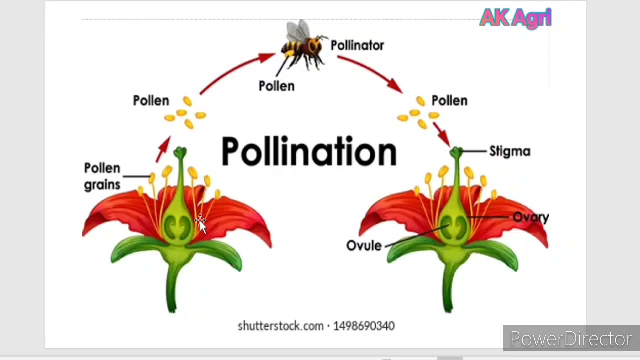 AK Agri
Pollinator
Pollen
Pollen
Pollen
Pollination
Stigma
Pollen
grains
Ovary
Ovule
shutterstock.com · 1498690340
PowerDirector